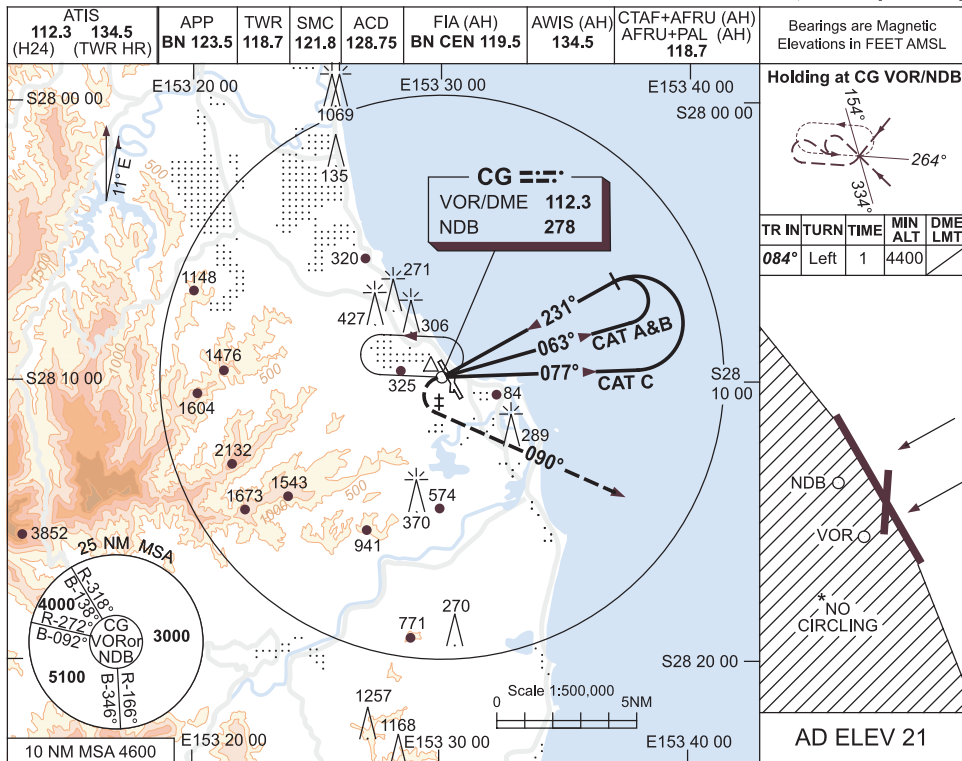 ATIS
112.3 134.5
(H24) (TWR HR)
APP
BN 123.5
TWR
118.7
SMC
121.8
ACD
128.75
FIA (AH)
BN CEN 119.5
AWIS (AH)
134.5
CTAF+AFRU (AH)
AFRU+PAL (AH)
118.7
Bearings are Magnetic
Elevations in FEET AMSL
E153 20 00
E153 30 00
E153 40 00
S28 00 00
S28 00 00
11° E
500
1069
135
CG
VOR/DME 112.3
NDB 278
320
271
427
306
1148
1476
1604
325
231°
063°
CAT A&B
077°
CAT C
S28 10 00
S28
10 00
84
289
090°
2132
1673
1543
500
1000
1000
500
574
370
941
3852
771
270
1257
1168
25 NM MSA
R-318°
B-138°
4000
R-272°
B-092°
CG
VORor
NDB
3000
5100
B-346°
R-166°
10 NM MSA 4600
S28 20 00
Scale 1:500,000
0 5NM
E153 20 00
E153 30 00
E153 40 00
Holding at CG VOR/NDB
154°
264°
334°
TR IN TURN TIME MIN ALT DME LMT
084° Left 1 4400
NDB
VOR
*NO
CIRCLING
AD ELEV 21